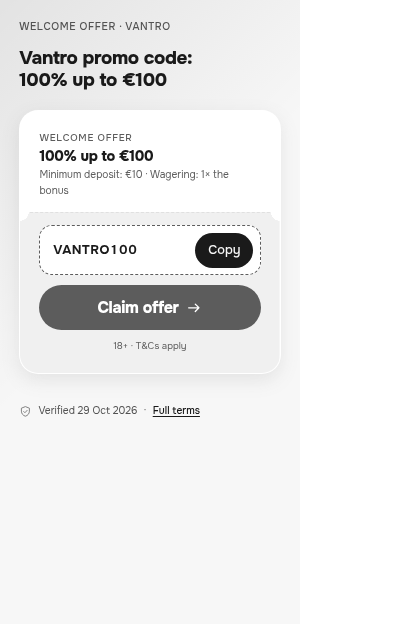 WELCOME OFFER · VANTRO
Vantro promo code:
100% up to €100
WELCOME OFFER
100% up to €100
Minimum deposit: €10 · Wagering: 1× the
bonus
VANTRO100
Copy
Claim offer →
18+ · T&Cs apply
Verified 29 Oct 2026 · Full terms